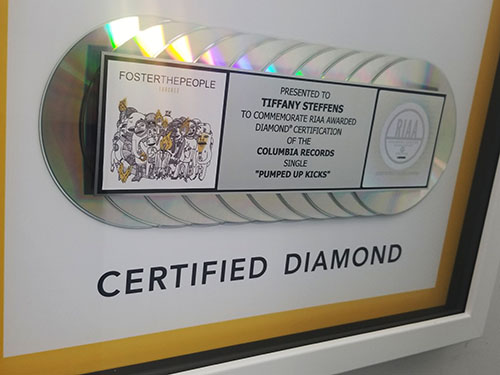 FOSTERTHEPEOPLE
TORCHES
PRESENTED TO
TIFFANY STEFFENS
TO COMMEMORATE RIAA AWARDED
DIAMOND® CERTIFICATION
OF THE
COLUMBIA RECORDS
SINGLE
"PUMPED UP KICKS"
RIAA
CERTIFIED DIAMOND